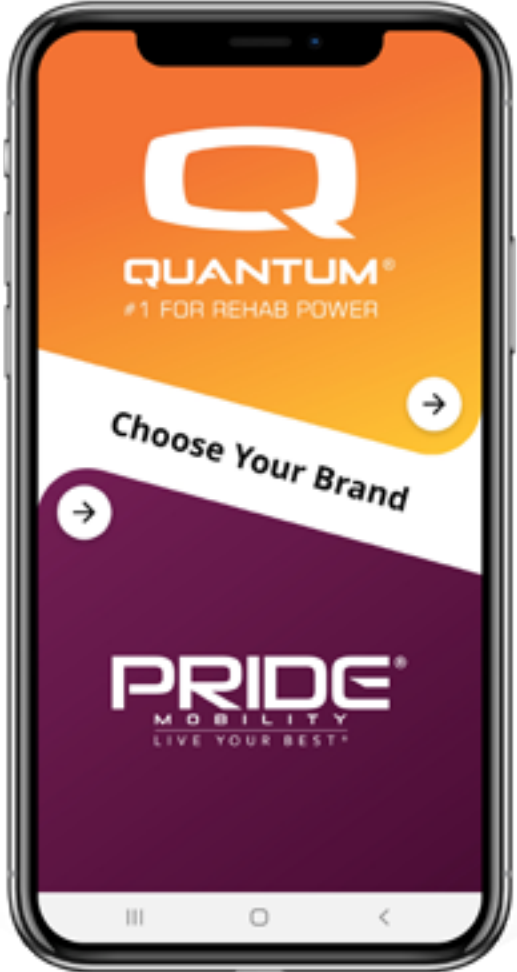 QUANTUM®
#1 FOR REHAB POWER
Choose Your Brand
PRIDE®
MOBILITY
LIVE YOUR BEST®